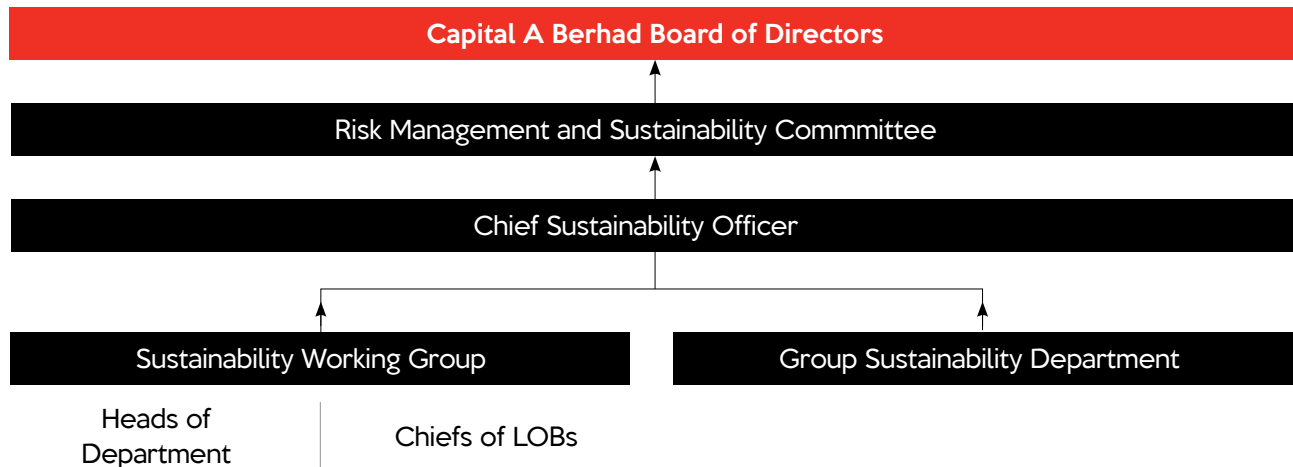 Capital A Berhad Board of Directors
Risk Management and Sustainability Commmittee
Chief Sustainability Officer
Sustainability Working Group
Group Sustainability Department
Heads of
Department
Chiefs of LOBs